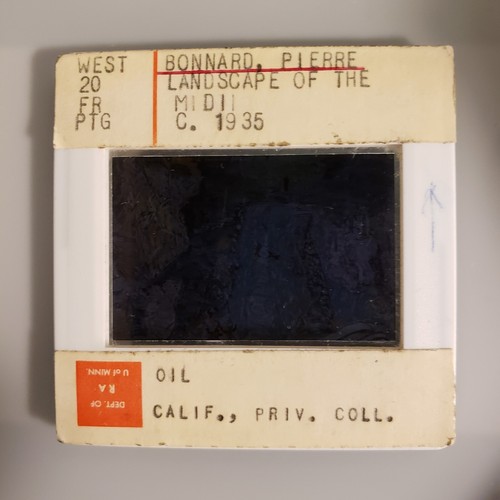 WEST
20
FR
PTG
BONNARD, PIERRE
LANDSCAPE OF THE
MIDI
C. 1935
OIL
CALIF., PRIV. COLL.
DEPT. OF
R A
U of MINN.